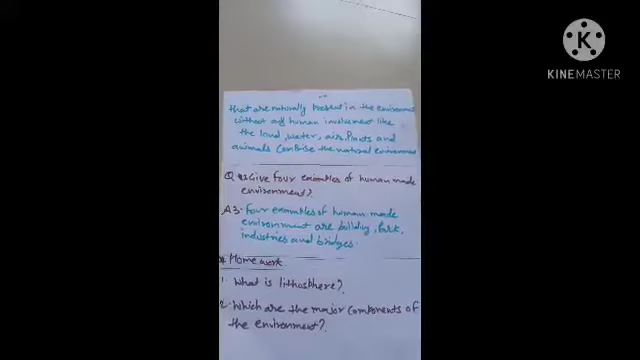 that are naturally present in the environment
without any human involvement like
the land, water, air. Plants and
animals comprise the natural environment
Q 3. Give four examples of human made
environment?
A3. Four examples of human made
environment are building, Park,
industries and bridges.
Home work
1. What is lithosphere?
2. Which are the major components of
the environment?
KINEMASTER